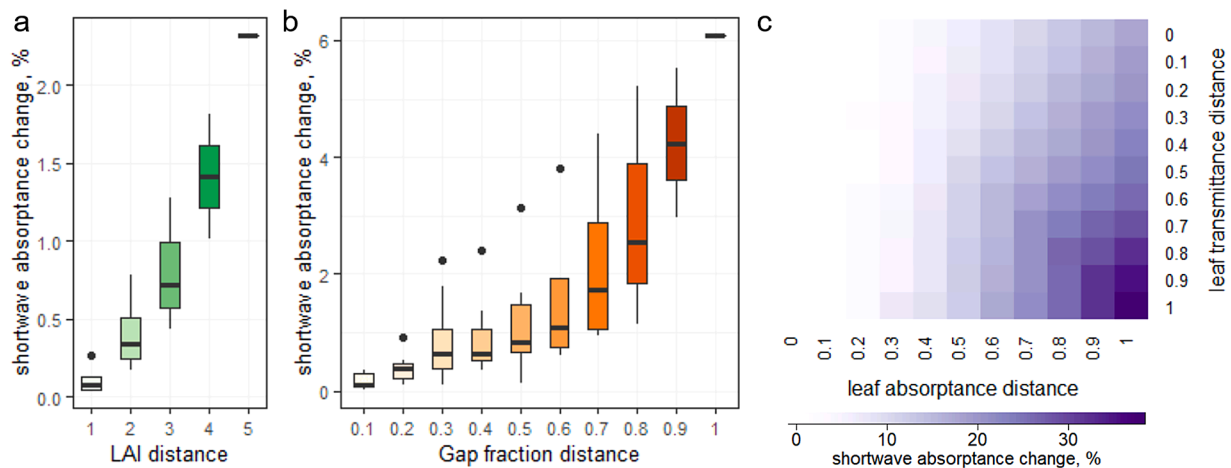 a
shortwave absorptance change, %
2.0
1.5
1.0
0.5
0.0
1 2 3 4 5
LAI distance
b
shortwave absorptance change, %
6
4
2
0
0.1 0.2 0.3 0.4 0.5 0.6 0.7 0.8 0.9 1
Gap fraction distance
c
0
0.1
0.2
0.3
0.4
0.5
0.6
0.7
0.8
0.9
1
leaf transmittance distance
0 0.1 0.2 0.3 0.4 0.5 0.6 0.7 0.8 0.9 1
leaf absorptance distance
0 10 20 30
shortwave absorptance change, %